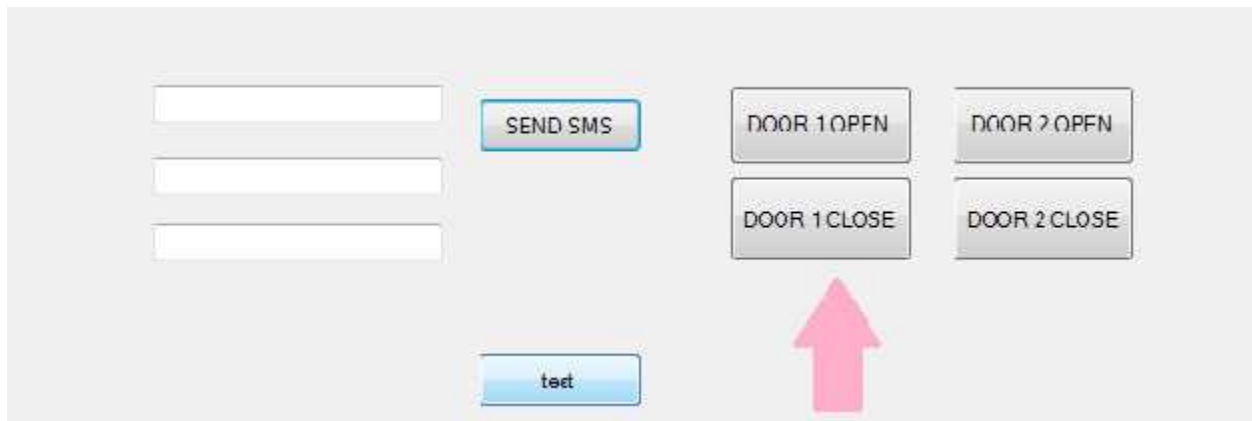 SEND SMS
DOOR 1 OPEN
DOOR 2 OPEN
DOOR 1 CLOSE
DOOR 2 CLOSE
test